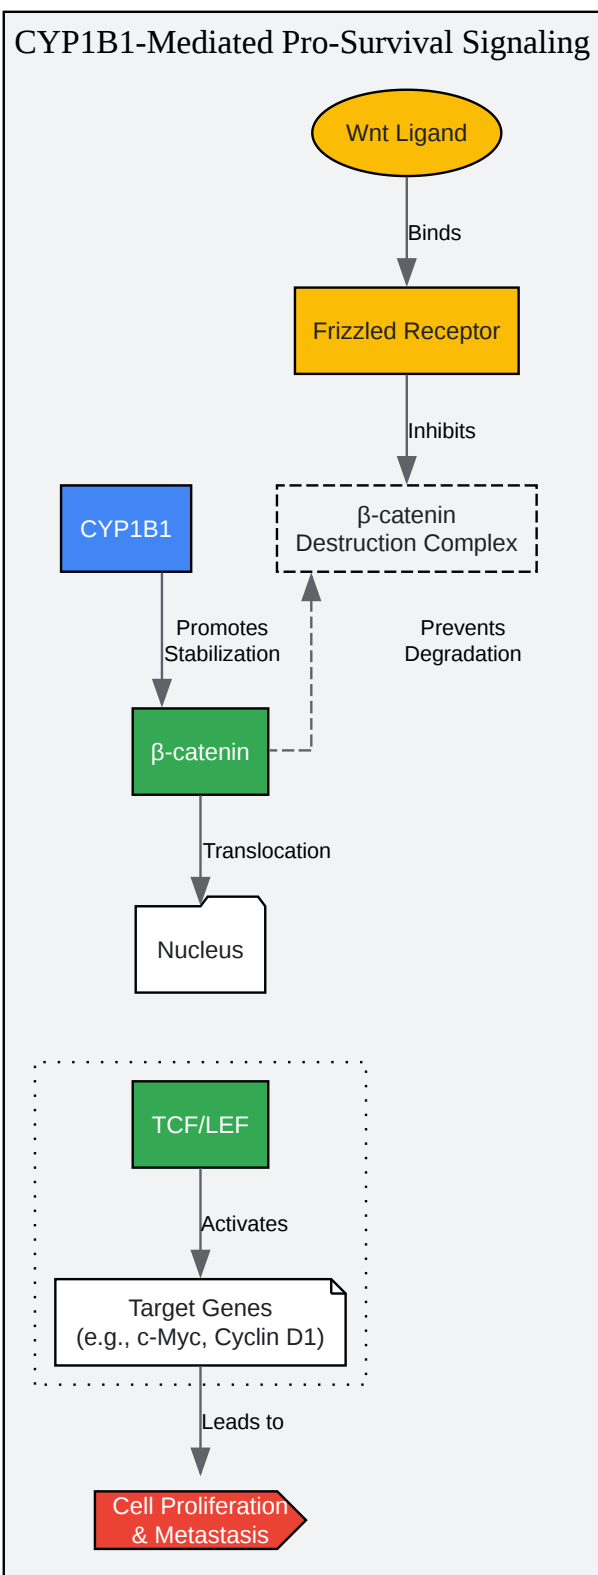 CYP1B1-Mediated Pro-Survival Signaling
Wnt Ligand
Binds
Frizzled Receptor
Inhibits
CYP1B1
β-catenin
Destruction Complex
Promotes
Stabilization
Prevents
Degradation
β-catenin
Translocation
Nucleus
TCF/LEF
Activates
Target Genes
(e.g., c-Myc, Cyclin D1)
Leads to
Cell Proliferation
& Metastasis